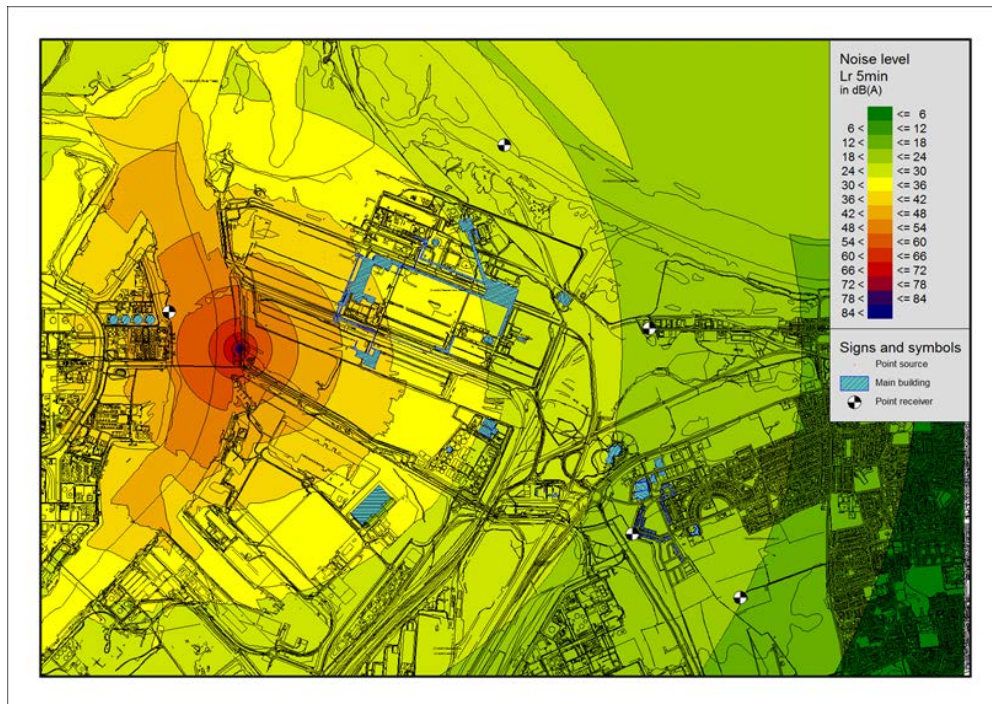 Noise level
Lr 5min
in dB(A)
<= 6
6 < <= 12
12 < <= 18
18 < <= 24
24 < <= 30
30 < <= 36
36 < <= 42
42 < <= 48
48 < <= 54
54 < <= 60
60 < <= 66
66 < <= 72
72 < <= 78
78 < <= 84
84 <
Signs and symbols
Point source
Main building
Point receiver